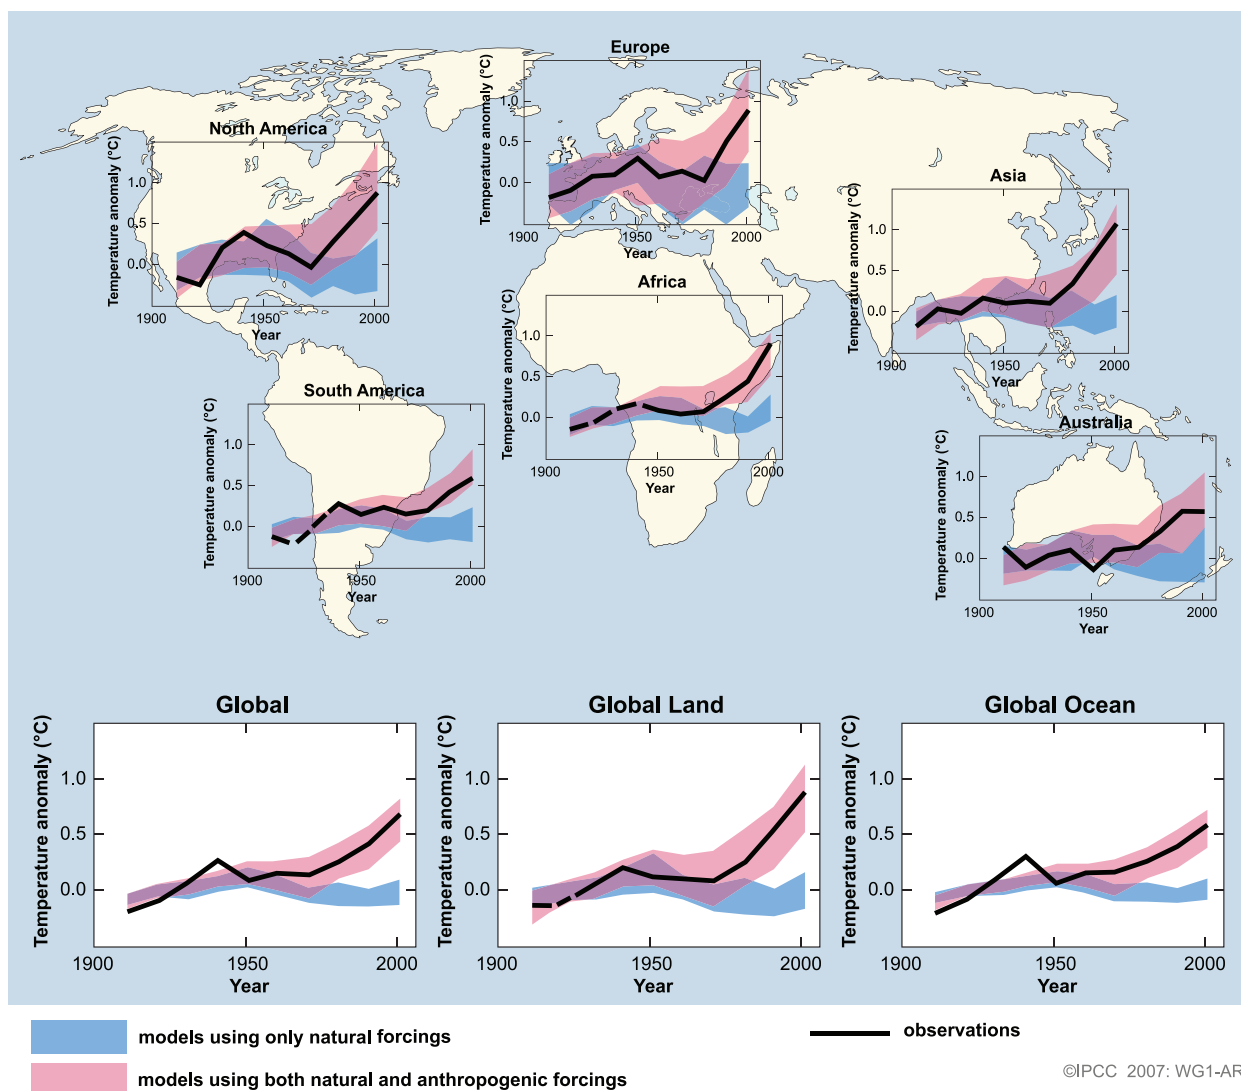 Europe
Temperature anomaly (°C)
1.0
0.5
0.0
1900
1950
2000
Year
North America
Temperature anomaly (°C)
1.0
0.5
0.0
1900
1950
2000
Year
Asia
Temperature anomaly (°C)
1.0
0.5
0.0
1900
1950
2000
Year
Africa
Temperature anomaly (°C)
1.0
0.5
0.0
1900
1950
2000
Year
South America
Temperature anomaly (°C)
1.0
0.5
0.0
1900
1950
2000
Year
Australia
Temperature anomaly (°C)
1.0
0.5
0.0
1900
1950
2000
Year
Global
Temperature anomaly (°C)
1.0
0.5
0.0
1900
1950
2000
Year
Global Land
Temperature anomaly (°C)
1.0
0.5
0.0
1900
1950
2000
Year
Global Ocean
Temperature anomaly (°C)
1.0
0.5
0.0
1900
1950
2000
Year
models using only natural forcings
observations
models using both natural and anthropogenic forcings
©IPCC 2007: WG1-AR